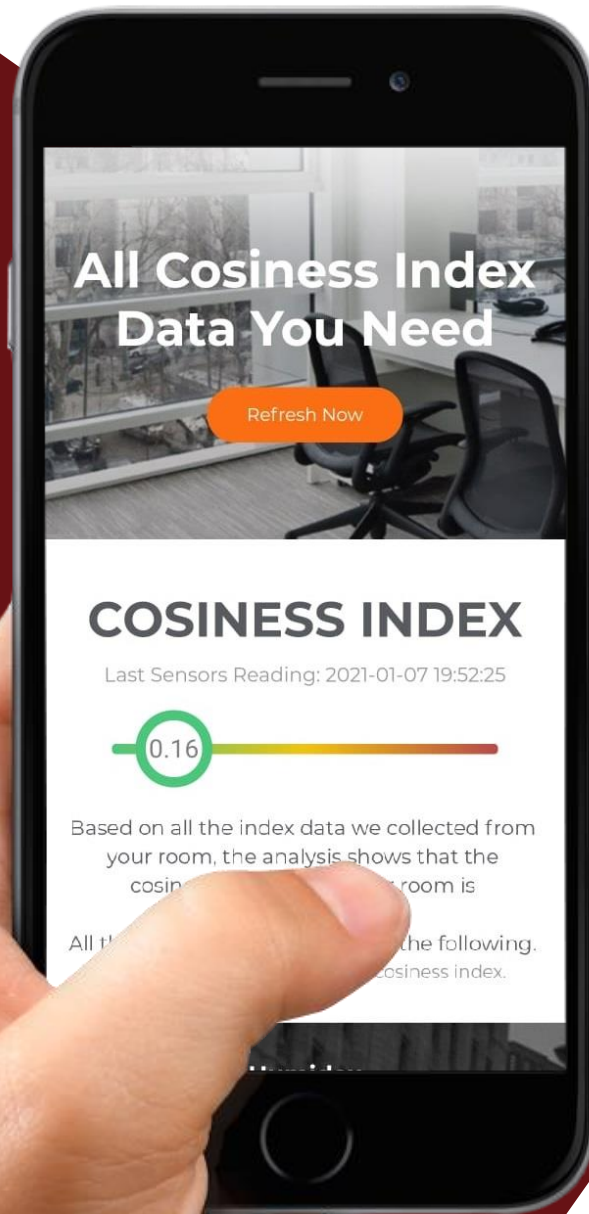 All Cosiness Index
Data You Need
Refresh Now
COSINESS INDEX
Last Sensors Reading: 2021-01-07 19:52:25
0.16
Based on all the index data we collected from
your room, the analysis shows that the
room is
All the following.
cosiness index.